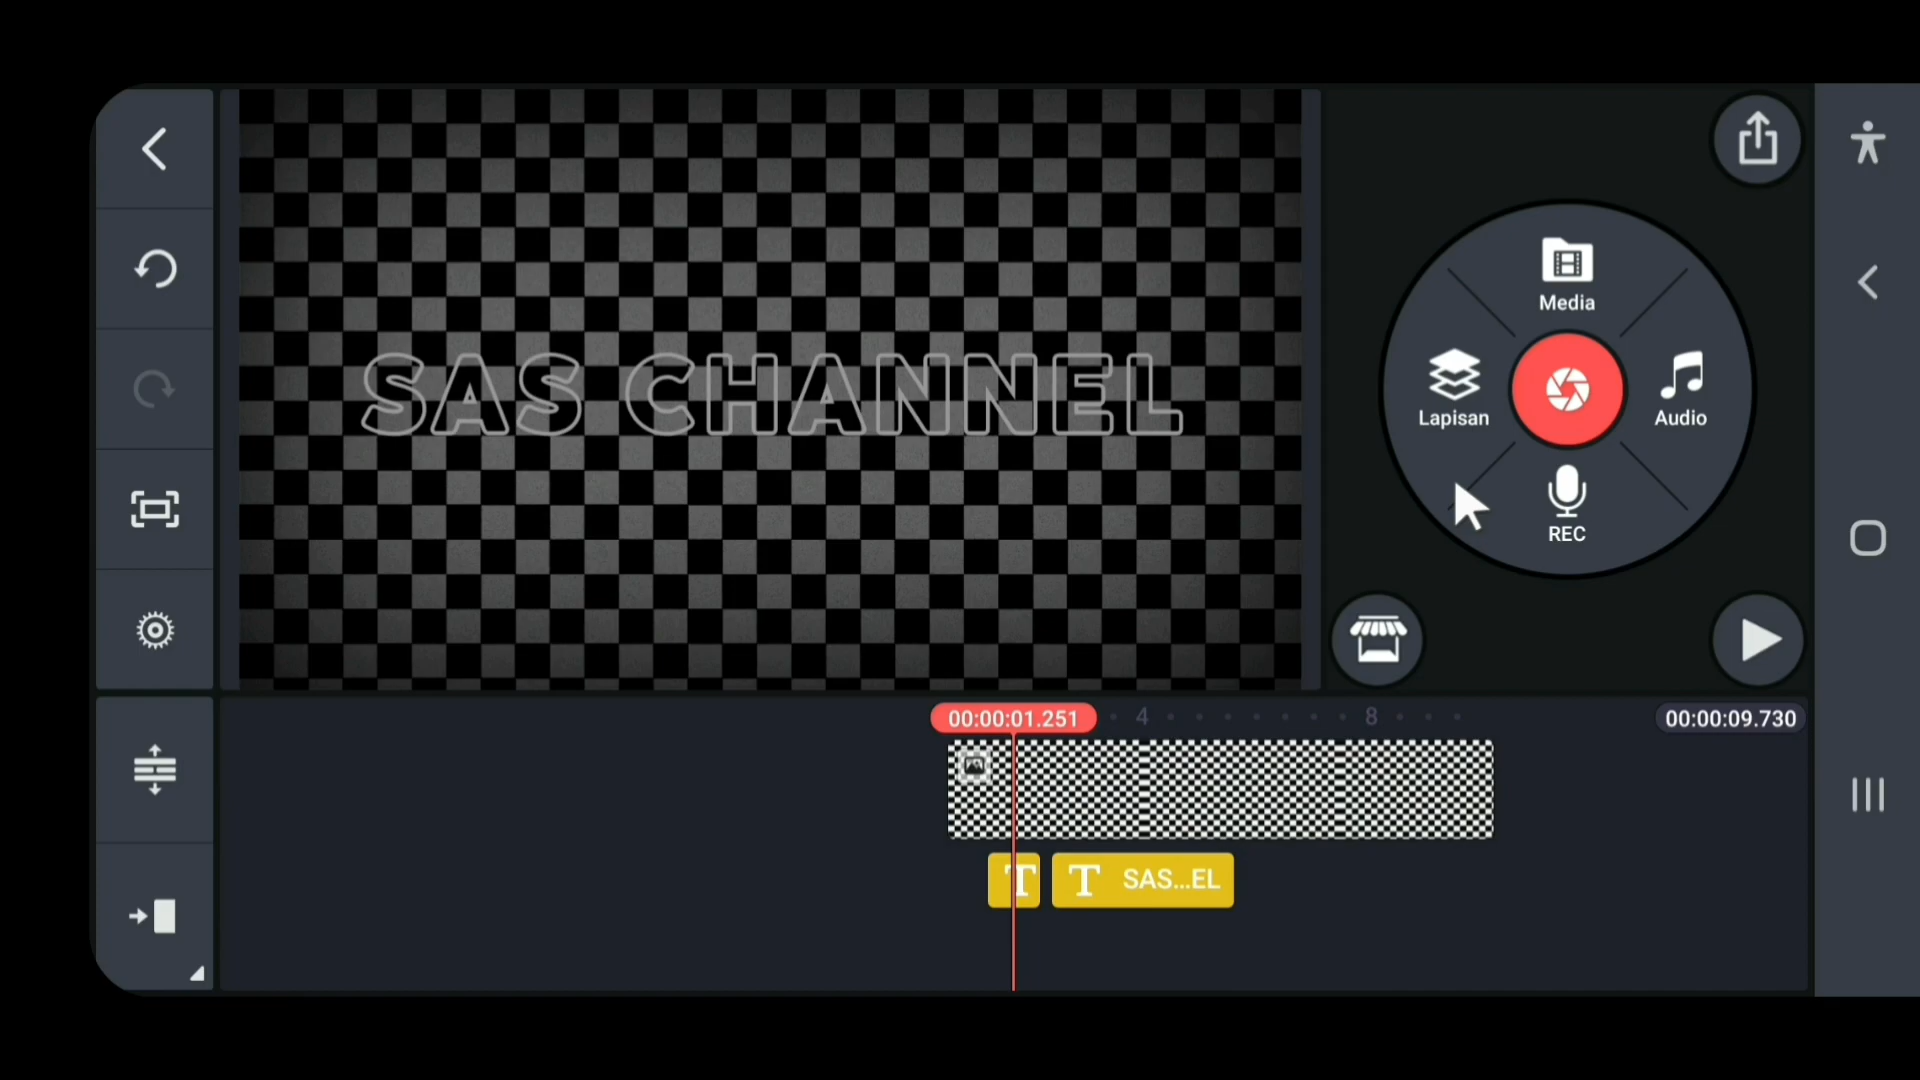 Media
SAS CHANNEL
Lapisan
Audio
REC
00:00:01.251
4
8
00:00:09.730
T
T SAS...EL